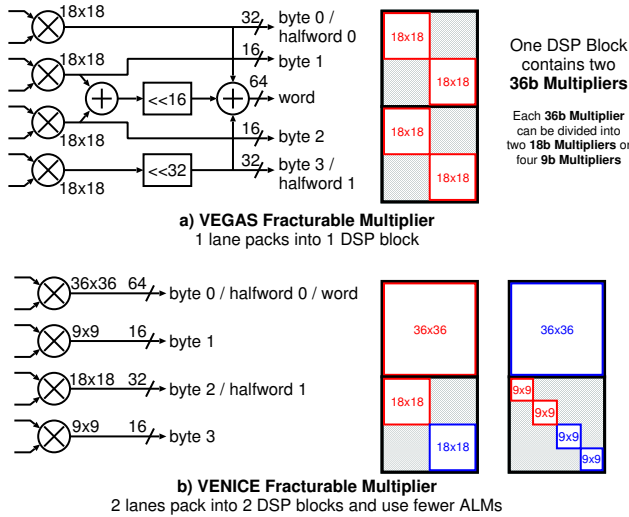 18x18
32
byte 0 /
halfword 0
16
byte 1
18x18
<<16
64
word
18x18
16
byte 2
<<32
32
byte 3 /
halfword 1
18x18
18x18
18x18
18x18
18x18
One DSP Block
contains two
36b Multipliers
Each 36b Multiplier
can be divided into
two 18b Multipliers or
four 9b Multipliers
a) VEGAS Fracturable Multiplier
1 lane packs into 1 DSP block
36x36 64 byte 0 / halfword 0 / word
9x9 16 byte 1
18x18 32 byte 2 / halfword 1
9x9 16 byte 3
36x36
18x18
18x18
36x36
9x9
9x9
9x9
9x9
b) VENICE Fracturable Multiplier
2 lanes pack into 2 DSP blocks and use fewer ALMs